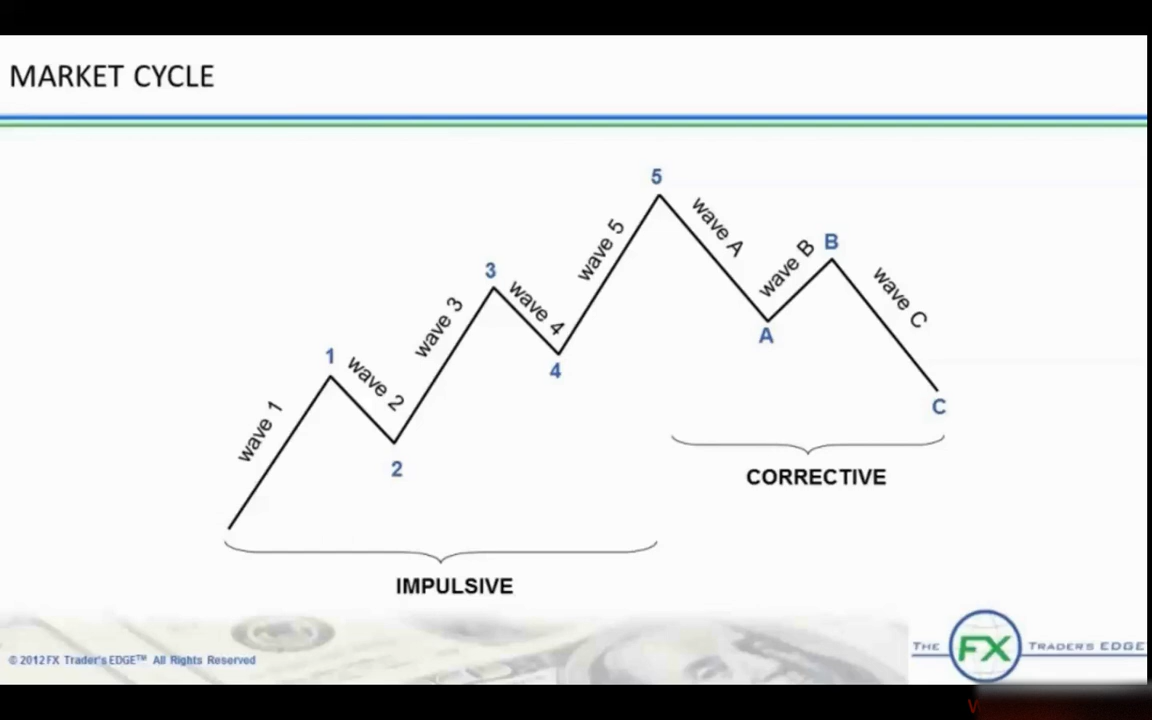 MARKET CYCLE
5
wave A
wave 5
B
wave B
3
wave 4
wave C
wave 3
A
1
4
wave 2
C
wave 1
2
CORRECTIVE
IMPULSIVE
© 2012 FX Trader's EDGE™ All Rights Reserved
THE FX TRADERS EDGE